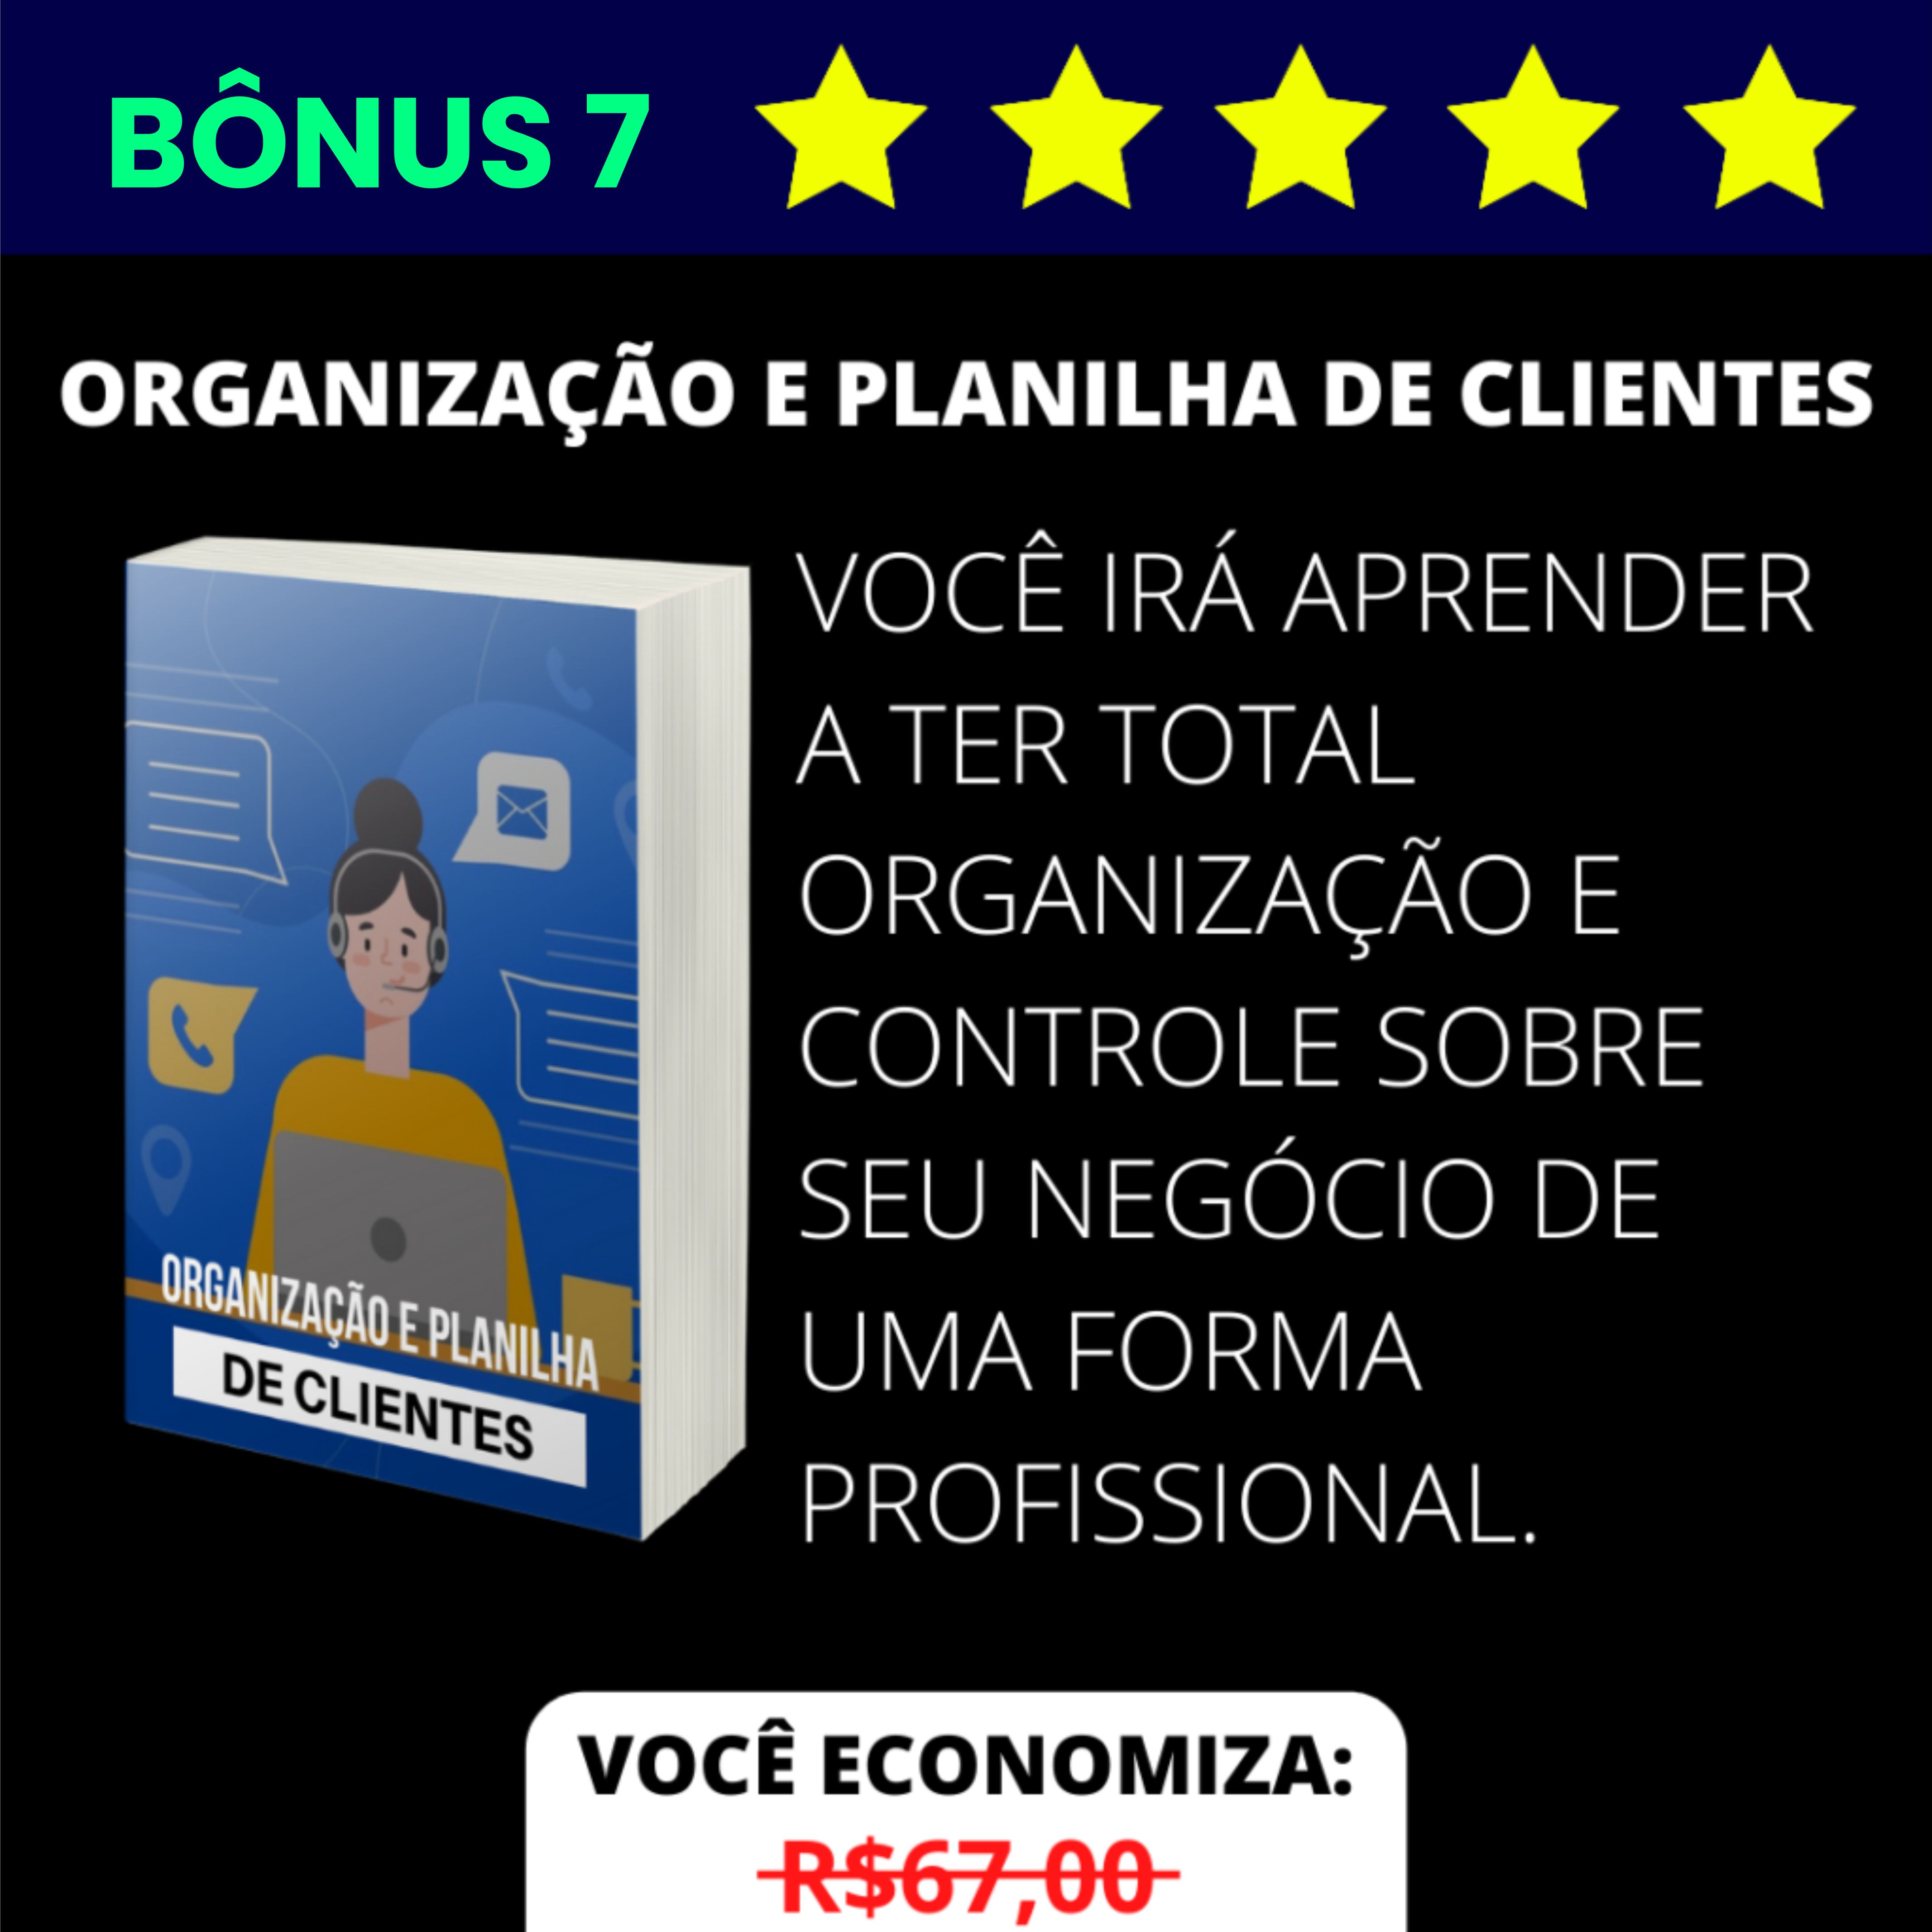 BÔNUS 7
ORGANIZAÇÃO E PLANILHA DE CLIENTES
VOCÊ IRÁ APRENDER
A TER TOTAL
ORGANIZAÇÃO E
CONTROLE SOBRE
SEU NEGÓCIO DE
UMA FORMA
PROFISSIONAL.
ORGANIZAÇÃO E PLANILHA
DE CLIENTES
VOCÊ ECONOMIZA:
R$67,00